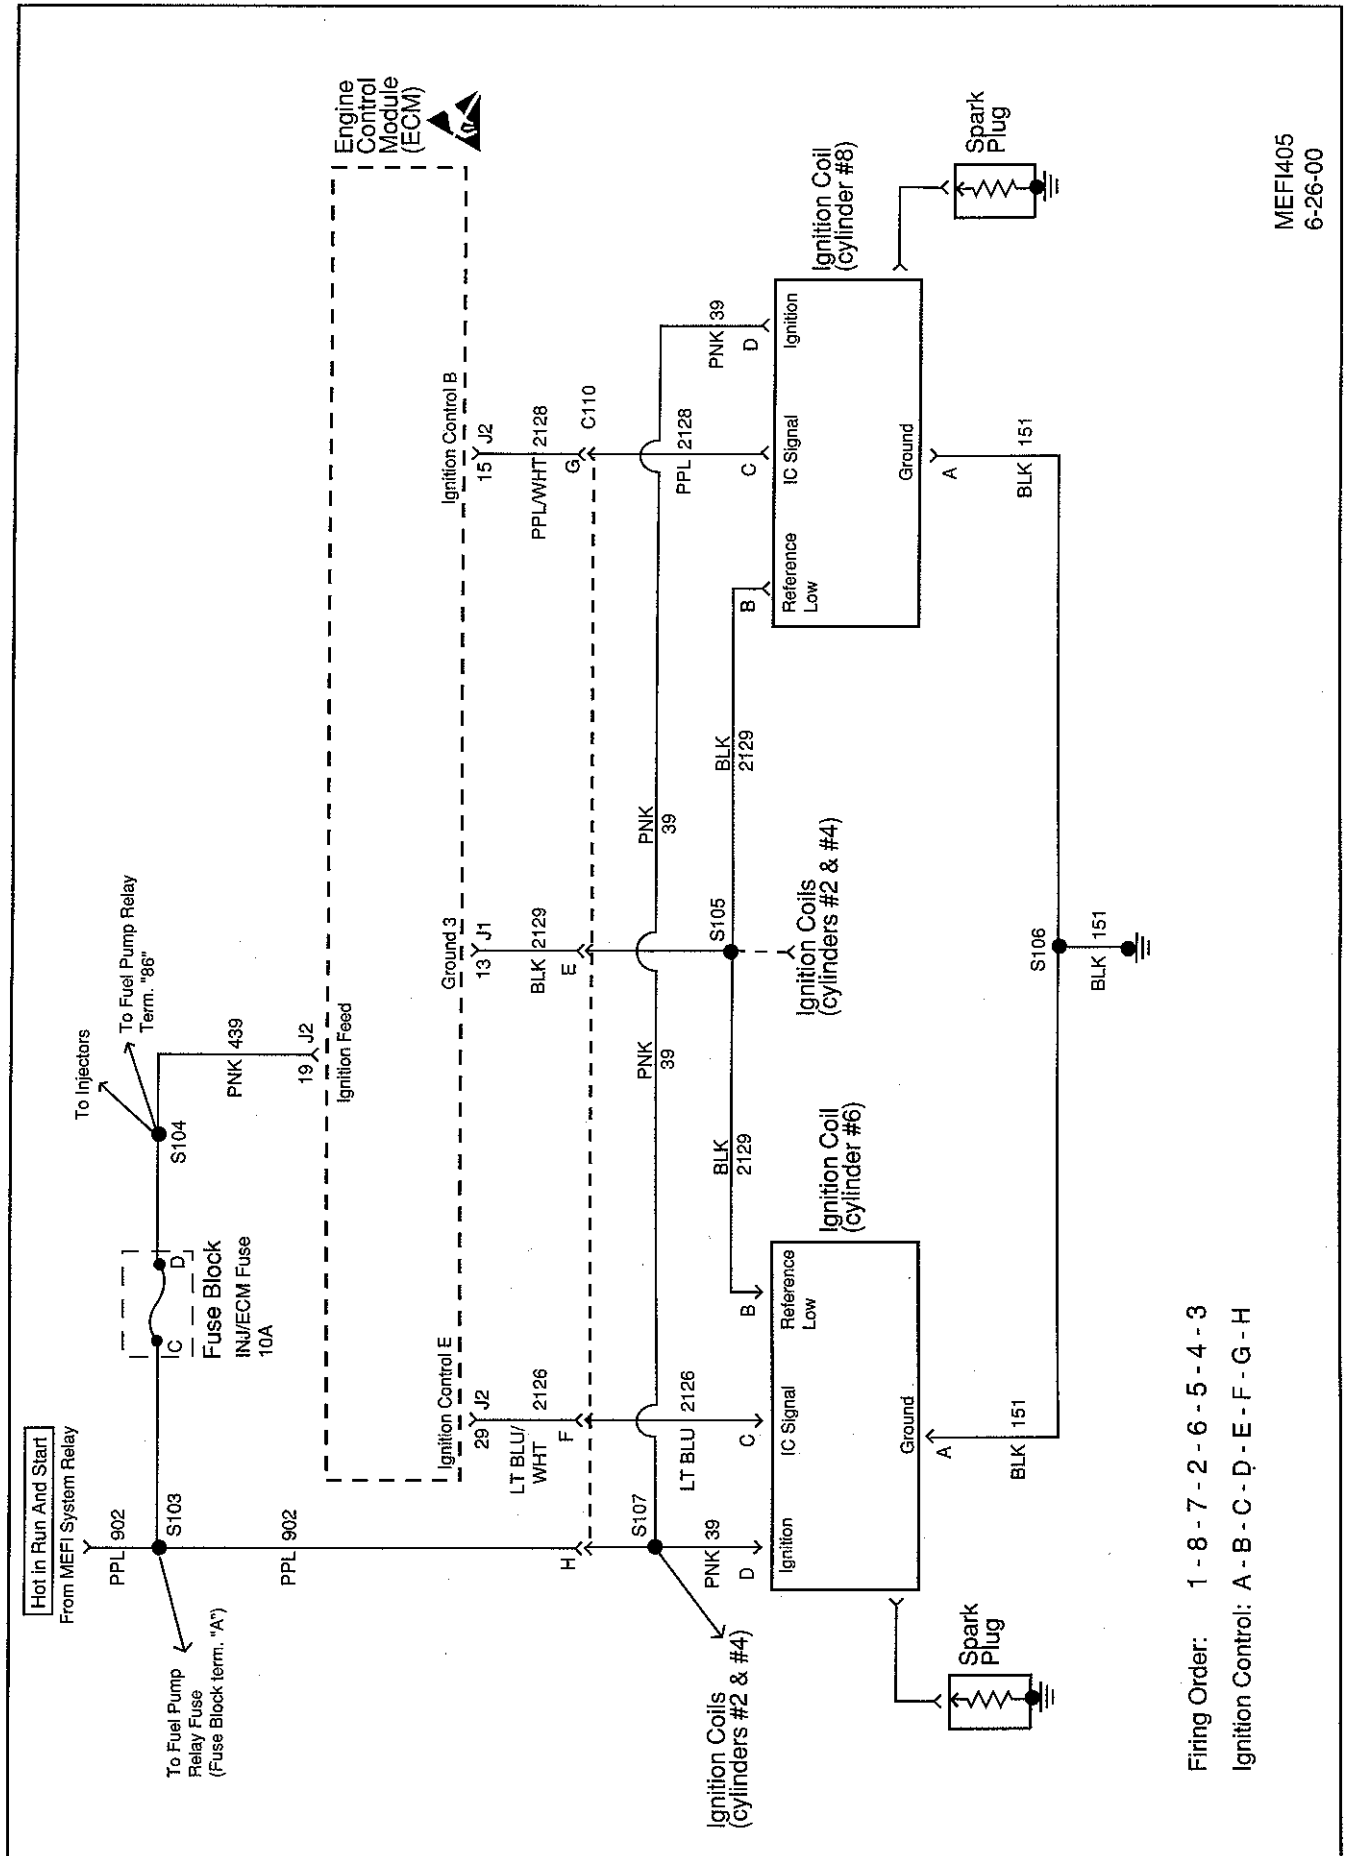 Hot in Run And Start
From MEFI System Relay
PPL 902
S103
To Fuel Pump
Relay Fuse
(Fuse Block term. "A")
C
D
Fuse Block
INJ/ECM Fuse
10A
S104
To Injectors
To Fuel Pump Relay
Term. "86"
PNK 439
19 J2
Ignition Feed
Engine
Control
Module
(ECM)
PPL 902
Ignition Control E
29 J2
LT BLU/
WHT
2126
F
Ground 3
13 J1
BLK 2129
E
Ignition Control B
15 J2
PPL/WHT 2128
G
C110
H
S107
PNK 39
D
Ignition Coils
(cylinders #2 & #4)
LT BLU 2126
C
PNK
39
PNK
39
PPL 2128
C
PNK 39
D
BLK
2129
B
S105
Ignition Coils
(cylinders #2 & #4)
BLK
2129
B
Ignition Coil
(cylinder #6)
Ignition
IC Signal
Reference
Low
Ground
A
Ignition Coil
(cylinder #8)
Reference
Low
IC Signal
Ignition
Ground
A
Spark
Plug
Spark
Plug
BLK 151
BLK 151
S106
BLK 151
Firing Order: 1 - 8 - 7 - 2 - 6 - 5 - 4 - 3
Ignition Control: A - B - C - D - E - F - G - H
MEFI405
6-26-00